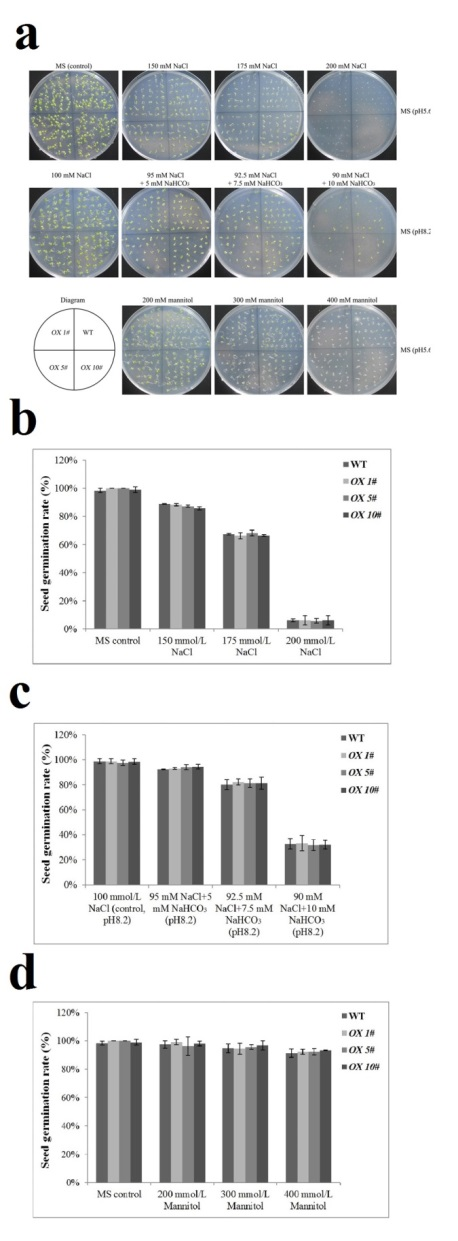 a
MS (control) 150 mM NaCl 175 mM NaCl 200 mM NaCl
MS (pH5.6
100 mM NaCl 95 mM NaCl 92.5 mM NaCl 90 mM NaCl
+ 5 mM NaHCO₃ + 7.5 mM NaHCO₃ + 10 mM NaHCO₃
MS (pH8.2
Diagram 200 mM mannitol 300 mM mannitol 400 mM mannitol
OX 1# WT
OX 5# OX 10#
MS (pH5.6
b
Seed germination rate (%)
120%
100%
80%
60%
40%
20%
0%
WT
OX 1#
OX 5#
OX 10#
MS control 150 mmol/L 175 mmol/L 200 mmol/L
NaCl NaCl NaCl
c
Seed germination rate (%)
120%
100%
80%
60%
40%
20%
0%
WT
OX 1#
OX 5#
OX 10#
100 mmol/L 95 mM NaCl+5 92.5 mM 90 mM
NaCl (control, mM NaHCO₃ NaCl+7.5 mM NaCl+10 mM
pH8.2) (pH8.2) NaHCO₃ NaHCO₃
(pH8.2) (pH8.2)
d
Seed germination rate (%)
120%
100%
80%
60%
40%
20%
0%
WT
OX 1#
OX 5#
OX 10#
MS control 200 mmol/L 300 mmol/L 400 mmol/L
Mannitol Mannitol Mannitol